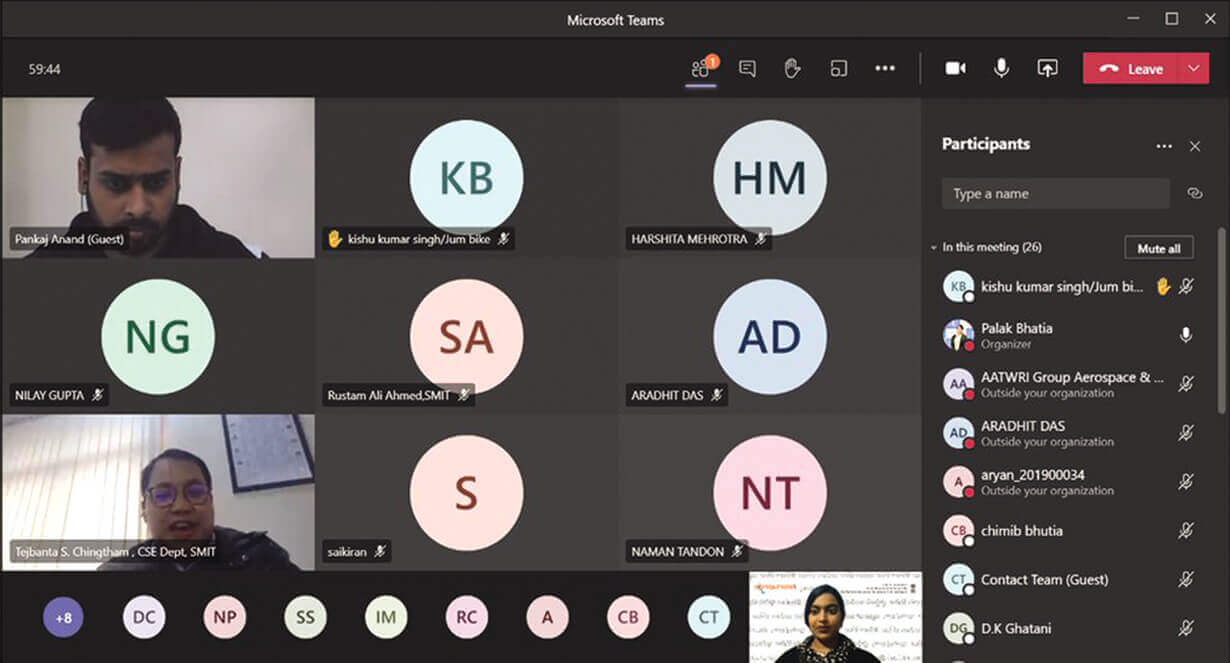 Microsoft Teams
59:44
1
Leave
Pankaj Anand (Guest)
KB
kishu kumar singh/Jum bike
HM
HARSHITA MEHROTRA
NG
NILAY GUPTA
SA
Rustam Ali Ahmed,SMIT
AD
ARADHIT DAS
Tejbanta S. Chingtham , CSE Dept, SMIT
S
saikiran
NT
NAMAN TANDON
+8
DC
NP
SS
IM
RC
A
CB
CT
Participants
Type a name
In this meeting (26)
Mute all
KB
kishu kumar singh/Jum bi...
Palak Bhatia
Organizer
AA
AATWRI Group Aerospace & ...
Outside your organization
AD
ARADHIT DAS
Outside your organization
A
aryan_201900034
Outside your organization
CB
chimib bhutia
CT
Contact Team (Guest)
DG
D.K Ghatani